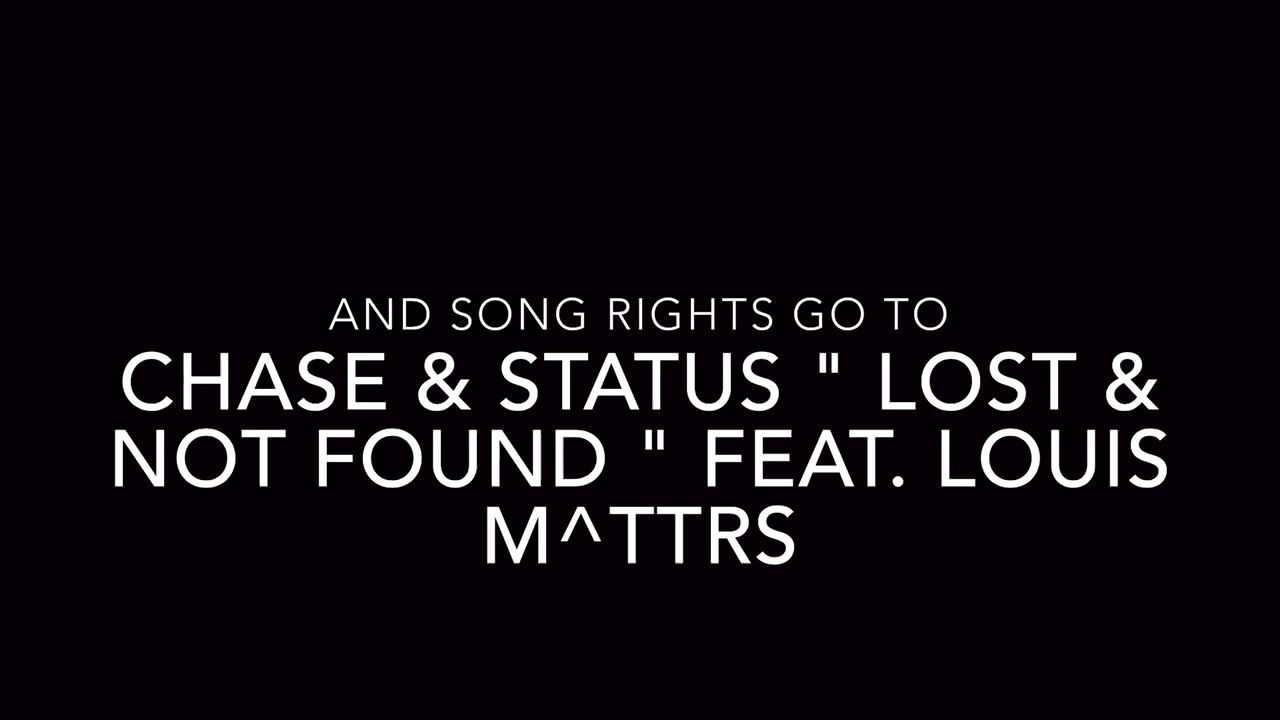 AND SONG RIGHTS GO TO
CHASE & STATUS " LOST &
NOT FOUND " FEAT. LOUIS
M^TTRS